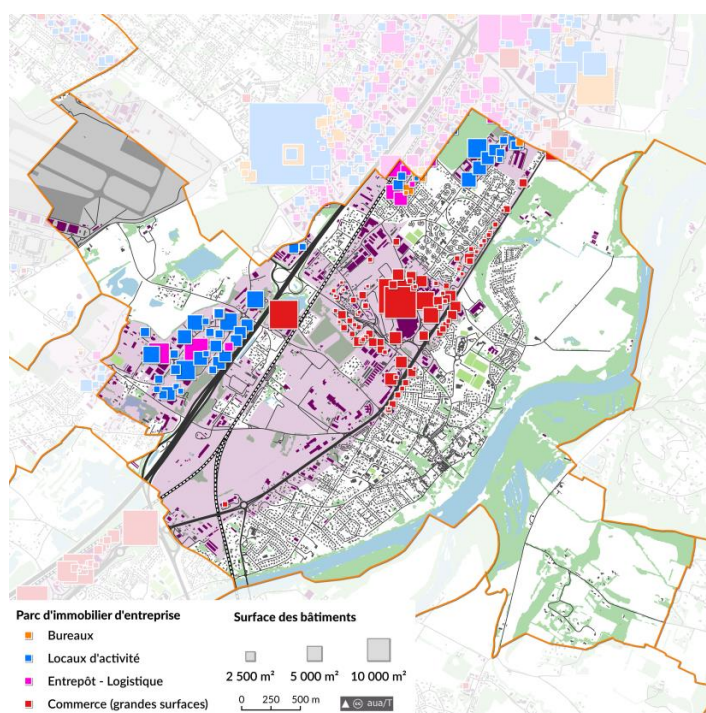 Parc d'immobilier d'entreprise
Bureaux
Locaux d'activité
Entrepôt - Logistique
Commerce (grandes surfaces)
Surface des bâtiments
2 500 m²
5 000 m²
10 000 m²
0 250 500 m
cc aua/T